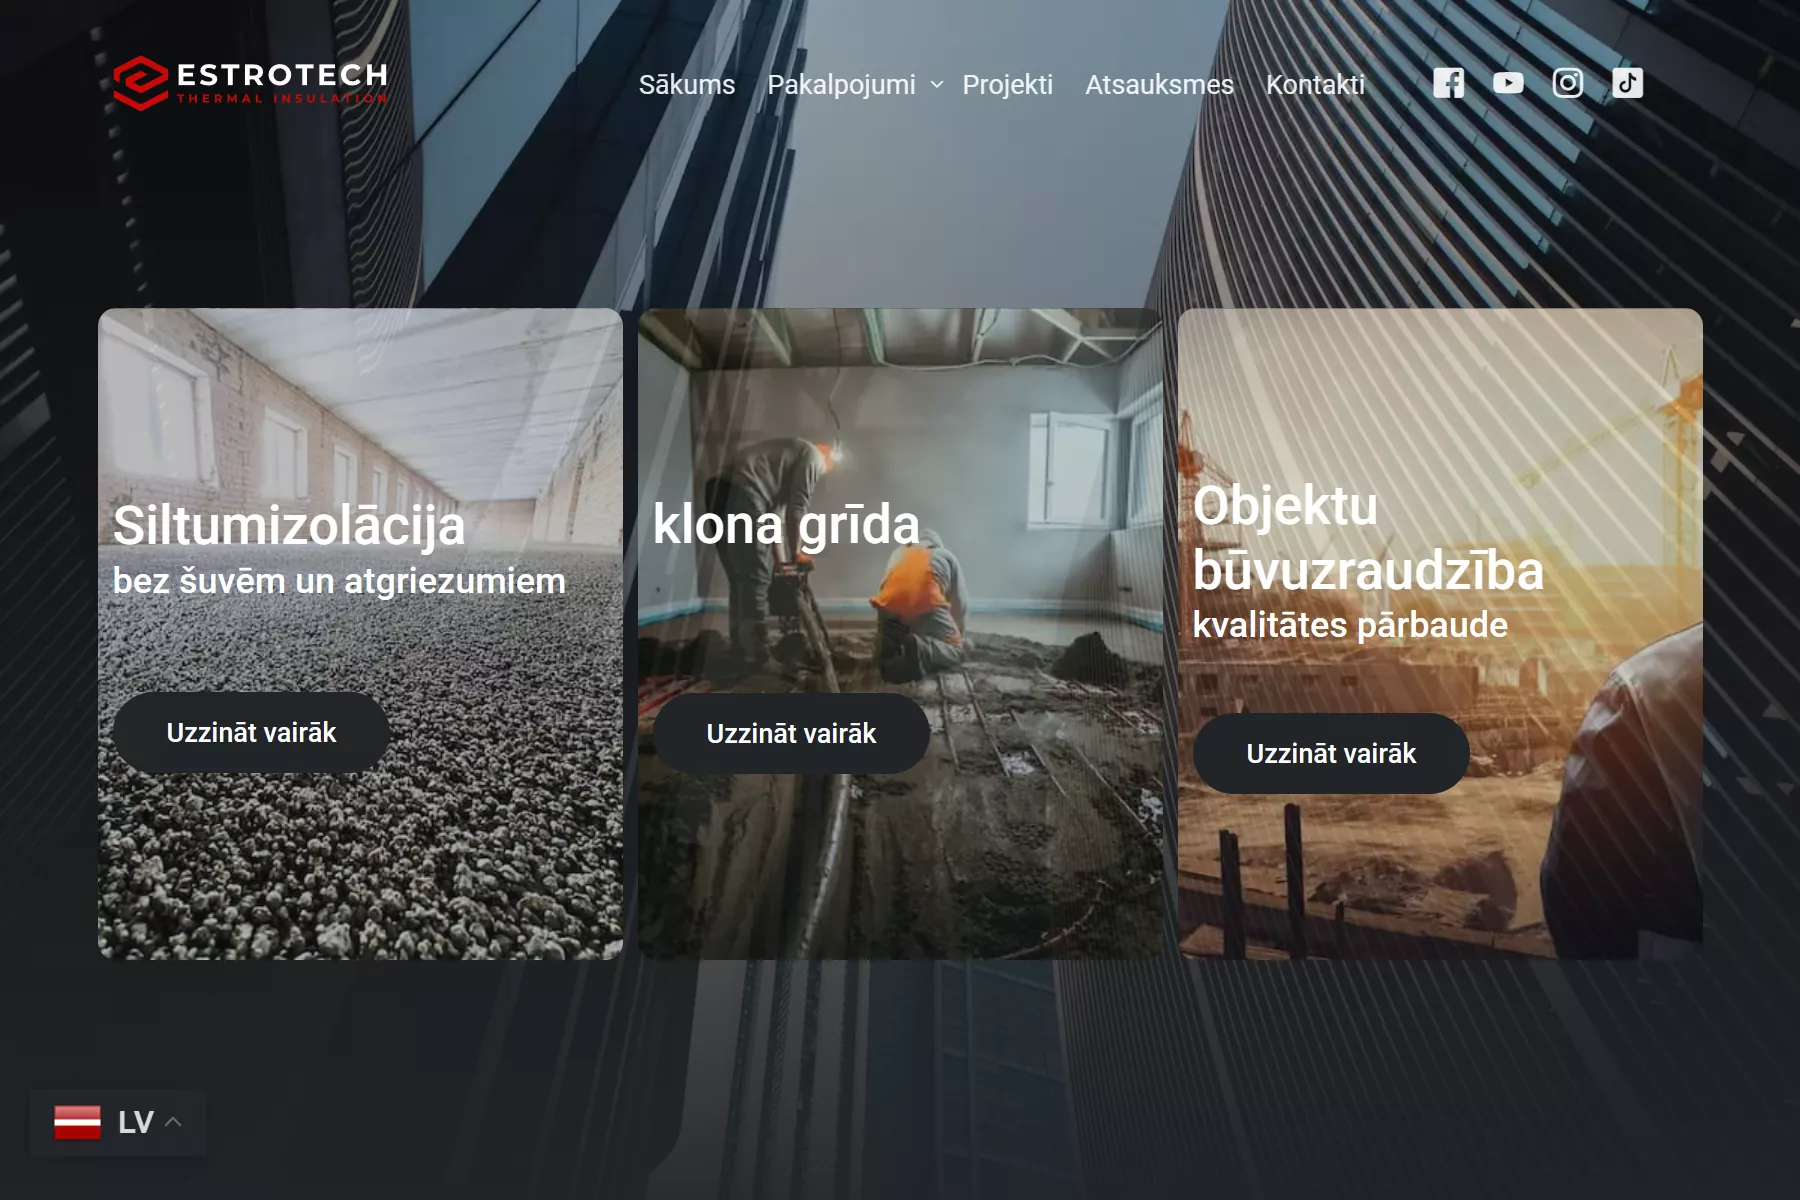 ESTROTECH
THERMAL INSULATION
Sākums Pakalpojumi Projekti Atsauksmes Kontakti
Siltumizolācija
bez šuvēm un atgriezumiem
Uzzināt vairāk
klona grīda
Uzzināt vairāk
Objektu
būvuzraudzība
kvalitātes pārbaude
Uzzināt vairāk
LV